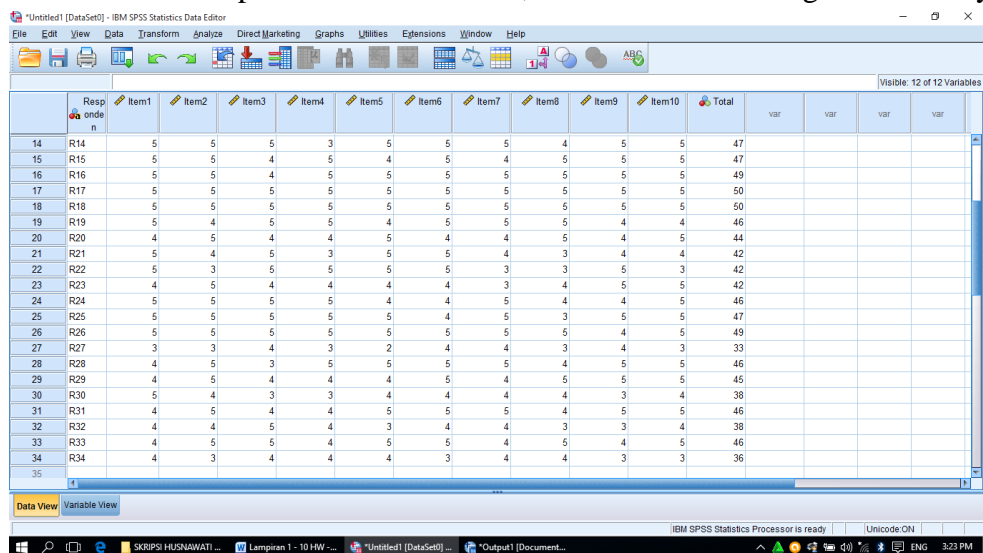 *Untitled1 [DataSet0] - IBM SPSS Statistics Data Editor
File Edit View Data Transform Analyze Direct Marketing Graphs Utilities Extensions Window Help
Visible: 12 of 12 Variables
Responden Item1 Item2 Item3 Item4 Item5 Item6 Item7 Item8 Item9 Item10 Total var var var var
14 R14 5 5 5 3 5 5 5 4 5 5 47
15 R15 5 5 4 5 4 5 4 5 5 5 47
16 R16 5 5 4 5 5 5 5 5 5 5 49
17 R17 5 5 5 5 5 5 5 5 5 5 50
18 R18 5 5 5 5 5 5 5 5 5 5 50
19 R19 5 4 5 5 4 5 5 5 4 4 46
20 R20 4 5 4 4 5 4 4 5 4 5 44
21 R21 5 4 5 3 5 5 4 3 4 4 42
22 R22 5 3 5 5 5 5 3 3 5 3 42
23 R23 4 5 4 4 4 4 3 4 5 5 42
24 R24 5 5 5 5 4 4 5 4 4 5 46
25 R25 5 5 5 5 5 4 5 3 5 5 47
26 R26 5 5 5 5 5 5 5 5 4 5 49
27 R27 3 3 4 3 2 4 4 3 4 3 33
28 R28 4 5 3 5 5 5 5 4 5 5 46
29 R29 4 5 4 4 4 5 4 5 5 5 45
30 R30 5 4 3 3 4 4 4 4 3 4 38
31 R31 4 5 4 4 5 5 5 4 5 5 46
32 R32 4 4 5 4 3 4 4 3 3 4 38
33 R33 4 5 4 5 5 5 4 5 4 5 46
34 R34 4 3 4 4 4 3 4 4 3 3 36
35
Data View Variable View
IBM SPSS Statistics Processor is ready Unicode:ON
SKRIPSI HUSNAWATI ... Lampiran 1 - 10 HW -... *Untitled1 [DataSet0] ... *Output1 [Document... ENG 3:23 PM